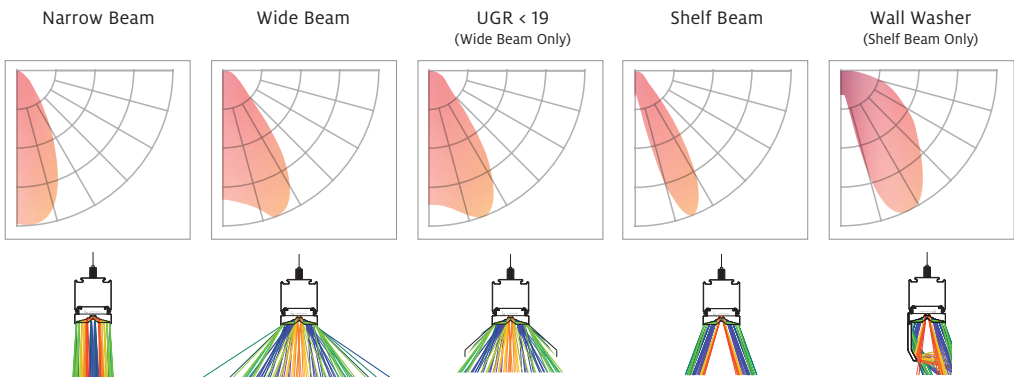 Narrow Beam
Wide Beam
UGR < 19
(Wide Beam Only)
Shelf Beam
Wall Washer
(Shelf Beam Only)